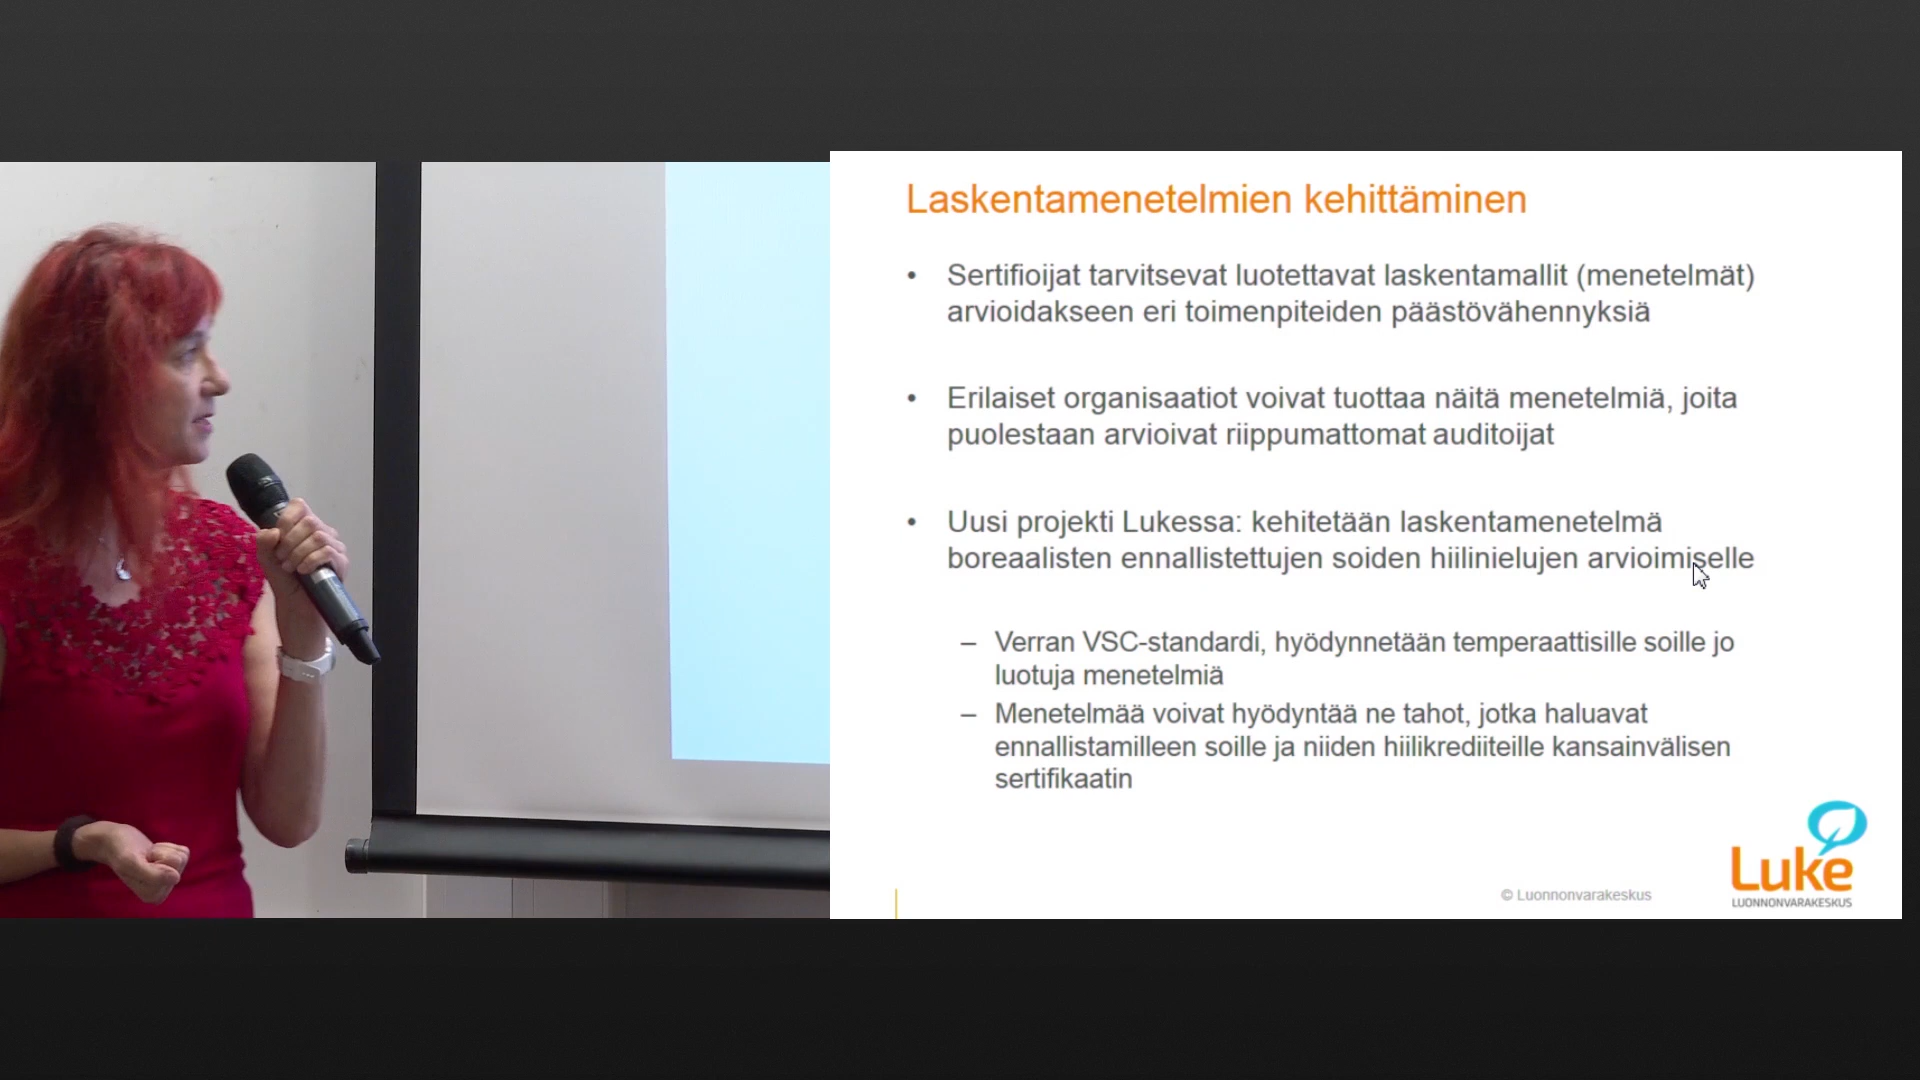 Laskentamenetelmien kehittäminen
• Sertifioijat tarvitsevat luotettavat laskentamallit (menetelmät)
arvioidakseen eri toimenpiteiden päästövähennyksiä
• Erilaiset organisaatiot voivat tuottaa näitä menetelmiä, joita
puolestaan arvioivat riippumattomat auditoijat
• Uusi projekti Lukessa: kehitetään laskentamenetelmä
boreaalisten ennallistettujen soiden hiilinielujen arvioimiselle
– Verran VSC-standardi, hyödynnetään temperaattisille soille jo
luotuja menetelmiä
– Menetelmää voivat hyödyntää ne tahot, jotka haluavat
ennallistamilleen soille ja niiden hiilikrediiteille kansainvälisen
sertifikaatin
© Luonnonvarakeskus
Luke
LUONNONVARAKESKUS